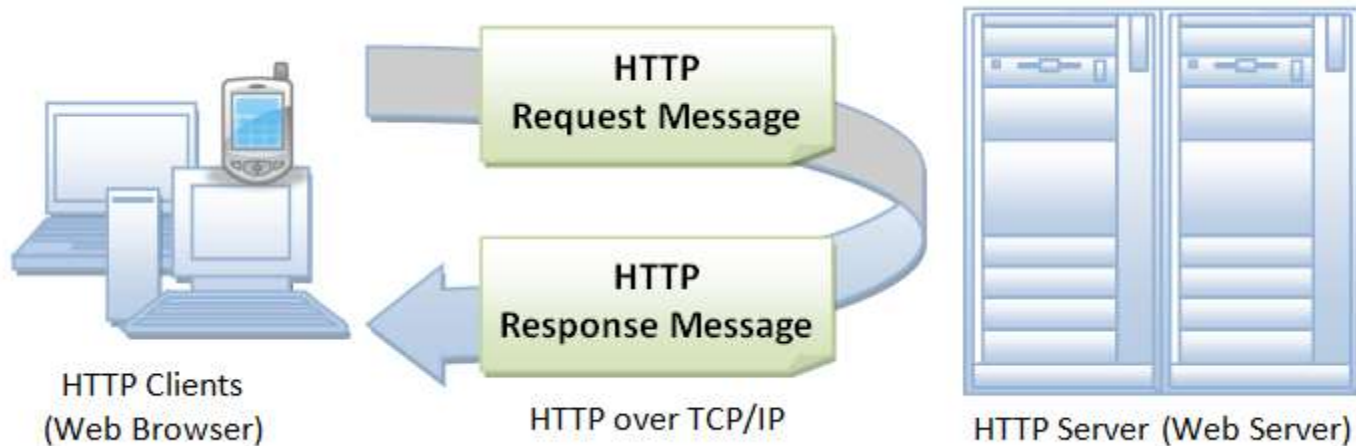 HTTP
Request Message
HTTP
Response Message
HTTP Clients
(Web Browser)
HTTP over TCP/IP
HTTP Server (Web Server)